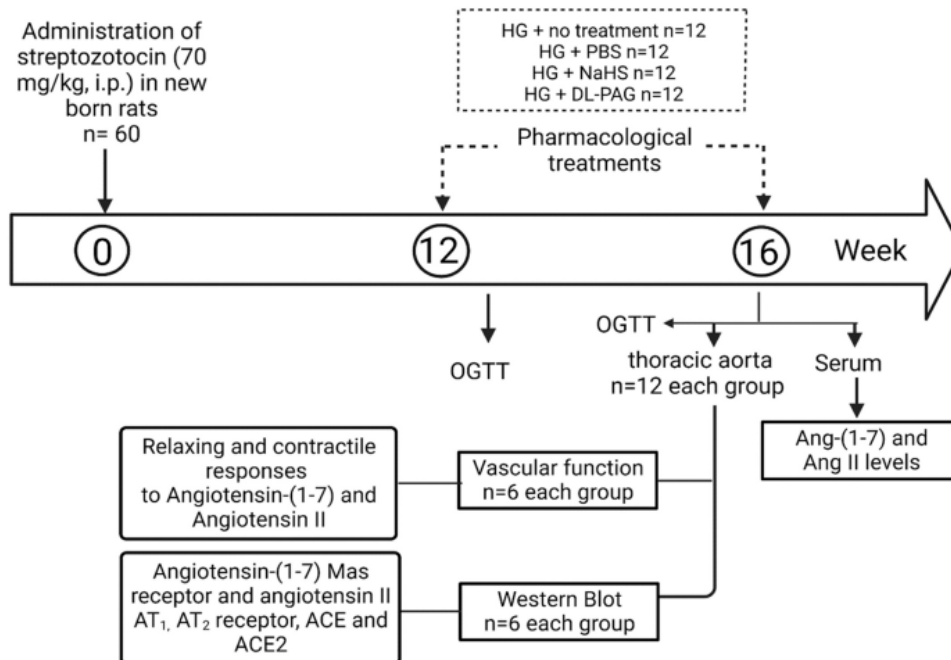 Administration of
streptozotocin (70
mg/kg, i.p.) in new
born rats
n= 60
HG + no treatment n=12
HG + PBS n=12
HG + NaHS n=12
HG + DL-PAG n=12
Pharmacological
treatments
0
12
16
Week
OGTT
OGTT
thoracic aorta
n=12 each group
Serum
Ang-(1-7) and
Ang II levels
Relaxing and contractile
responses
to Angiotensin-(1-7) and
Angiotensin II
Vascular function
n=6 each group
Angiotensin-(1-7) Mas
receptor and angiotensin II
AT₁, AT₂ receptor, ACE and
ACE2
Western Blot
n=6 each group